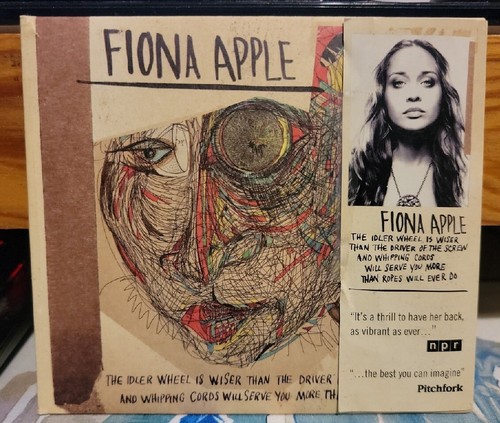 FIONA APPLE
THE IDLER WHEEL IS WISER THAN THE DRIVER
AND WHIPPING CORDS WILL SERVE YOU MORE TH
FIONA APPLE
THE IDLER WHEEL IS WISER
THAN THE DRIVER OF THE SCREW
AND WHIPPING CORDS
WILL SERVE YOU MORE
THAN ROPES WILL EVER DO
"It's a thrill to have her back,
as vibrant as ever..."
npr
"...the best you can imagine"
Pitchfork